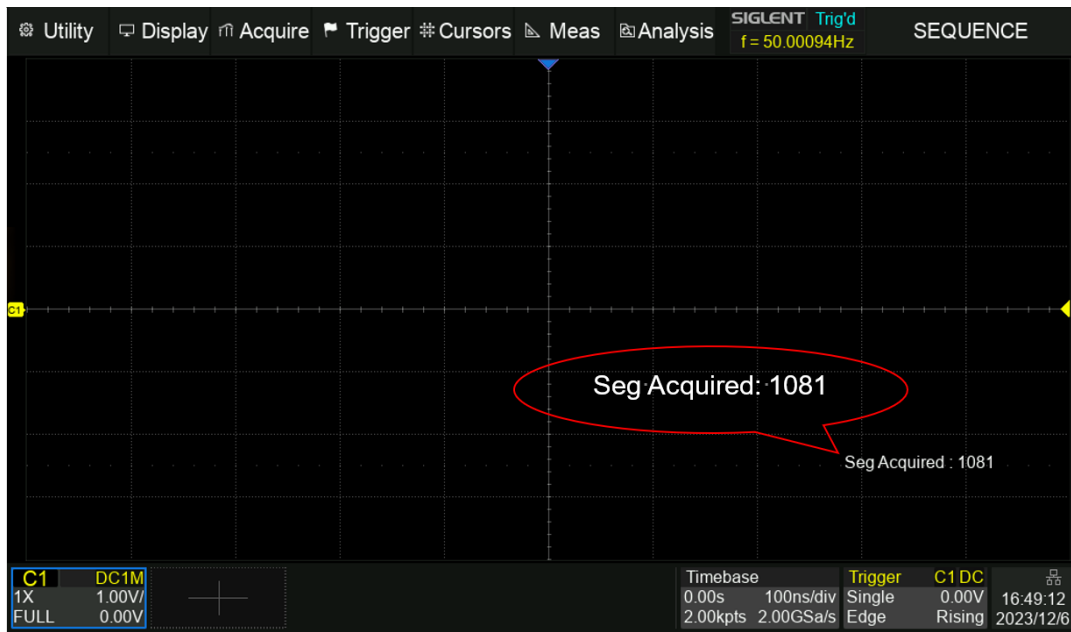 Utility Display Acquire Trigger Cursors Meas Analysis SIGLENT Trig'd SEQUENCE
f = 50.00094Hz
C1
Seg Acquired: 1081
Seg Acquired : 1081
C1 DC1M
1X 1.00V/
FULL 0.00V
Timebase
0.00s 100ns/div
2.00kpts 2.00GSa/s
Trigger C1 DC
Single 0.00V
Edge Rising
16:49:12
2023/12/6